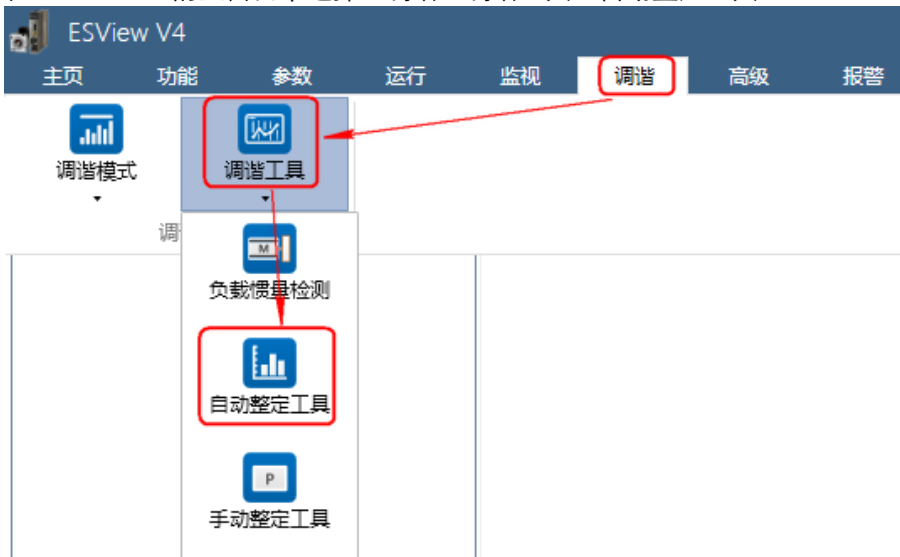 ESView V4
主页 功能 参数 运行 监视 调谐 高级 报警
调谐模式 调谐工具
调
M
负载惯量检测
自动整定工具
P
手动整定工具